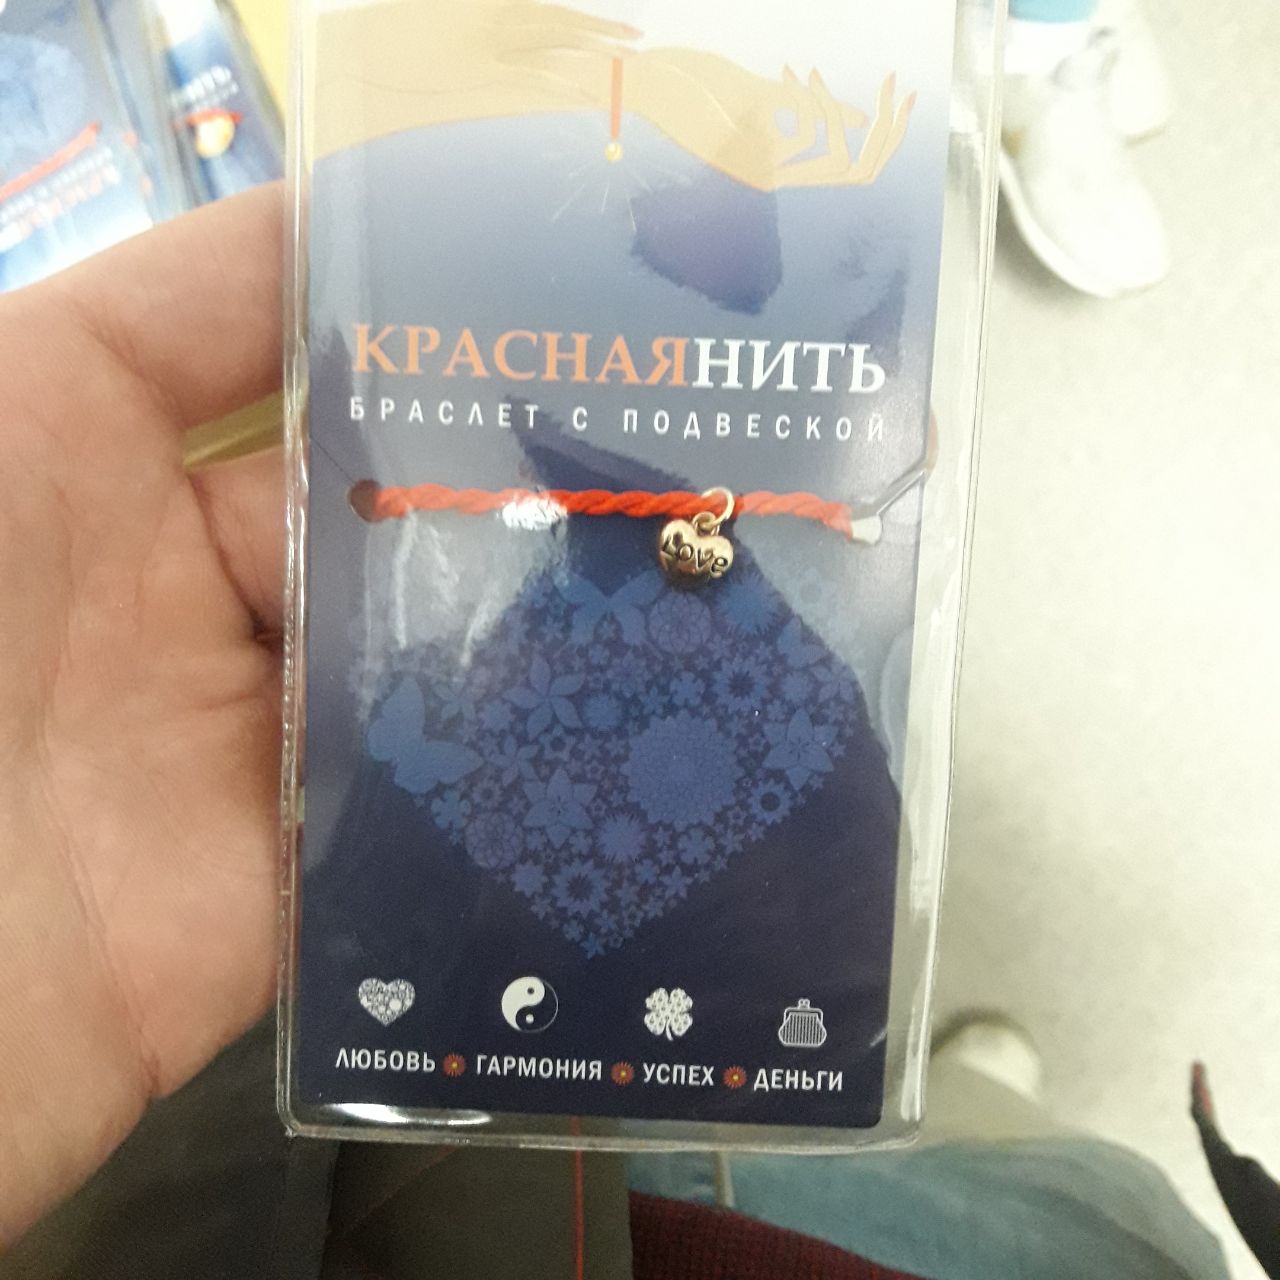 КРАСНАЯНИТЬ
БРАСЛЕТ С ПОДВЕСКОЙ
Love
ЛЮБОВЬ ГАРМОНИЯ УСПЕХ ДЕНЬГИ